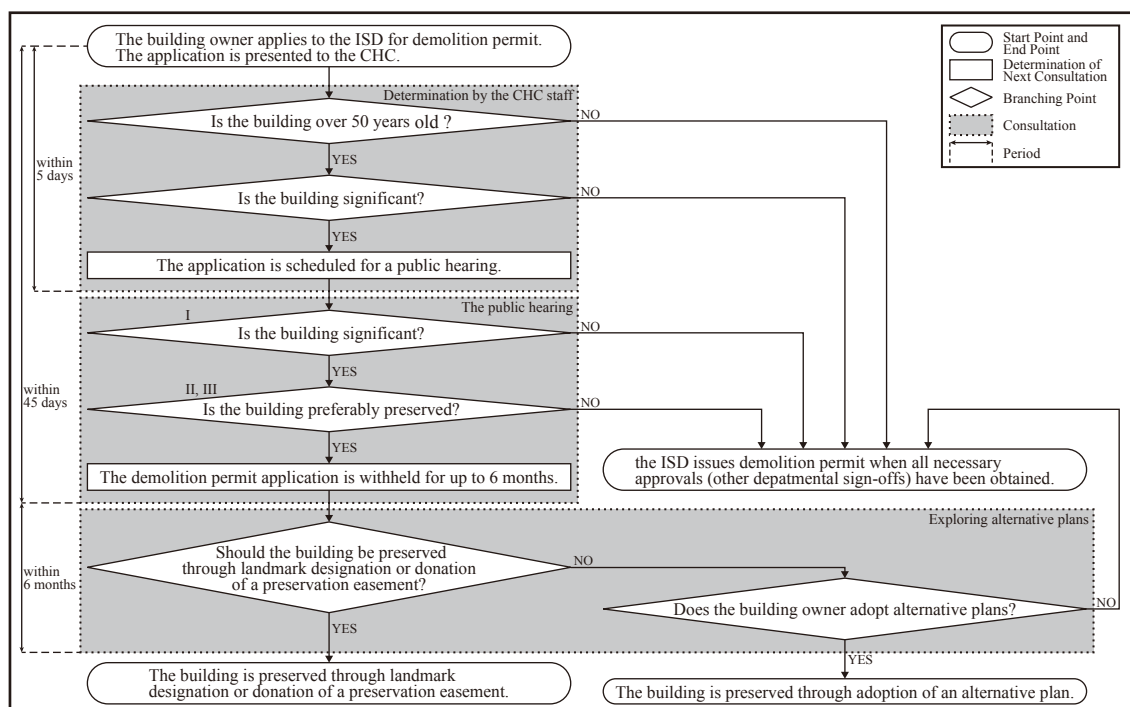 The building owner applies to the ISD for demolition permit.
The application is presented to the CHC.
Start Point and
End Point
Determination of
Next Consultation
Branching Point
Consultation
Period
Determination by the CHC staff
Is the building over 50 years old ?
NO
YES
within
5 days
Is the building significant?
NO
YES
The application is scheduled for a public hearing.
The public hearing
I
Is the building significant?
NO
YES
within
45 days
II, III
Is the building preferably preserved?
NO
YES
The demolition permit application is withheld for up to 6 months.
the ISD issues demolition permit when all necessary
approvals (other depatmental sign-offs) have been obtained.
Exploring alternative plans
within
6 months
Should the building be preserved
through landmark designation or donation
of a preservation easement?
NO
YES
Does the building owner adopt alternative plans?
NO
YES
The building is preserved through landmark
designation or donation of a preservation easement.
The building is preserved through adoption of an alternative plan.